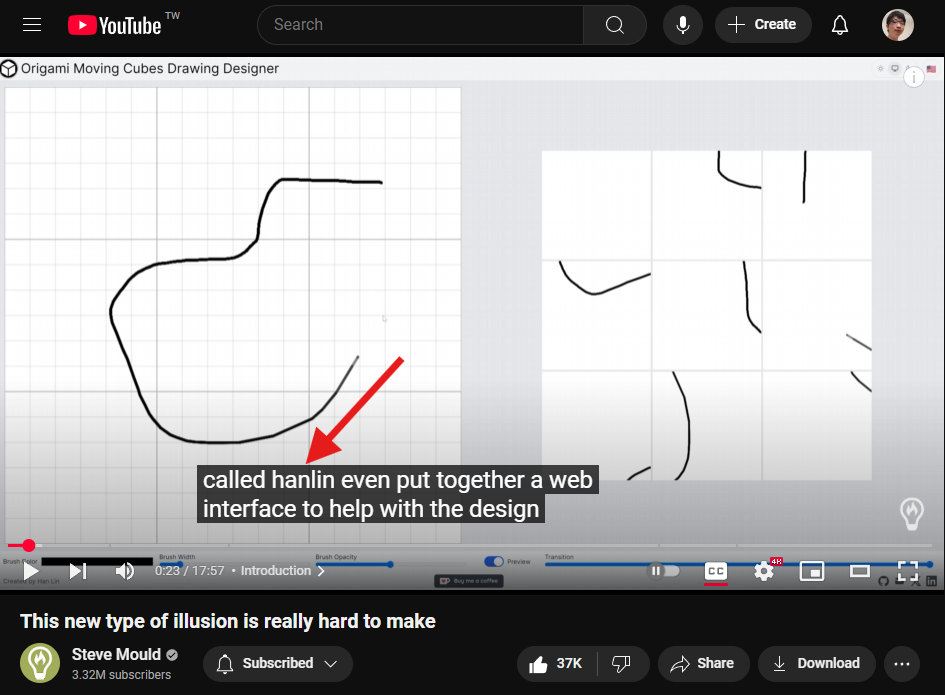 YouTube TW
Search
Create
Origami Moving Cubes Drawing Designer
i
called hanlin even put together a web
interface to help with the design
Brush Color
Brush Width
Brush Opacity
Preview
Transition
0:23 / 17:57 • Introduction
CC
4K
Created by Han Lin
Buy me a coffee
This new type of illusion is really hard to make
Steve Mould
3.32M subscribers
Subscribed
37K
Share
Download